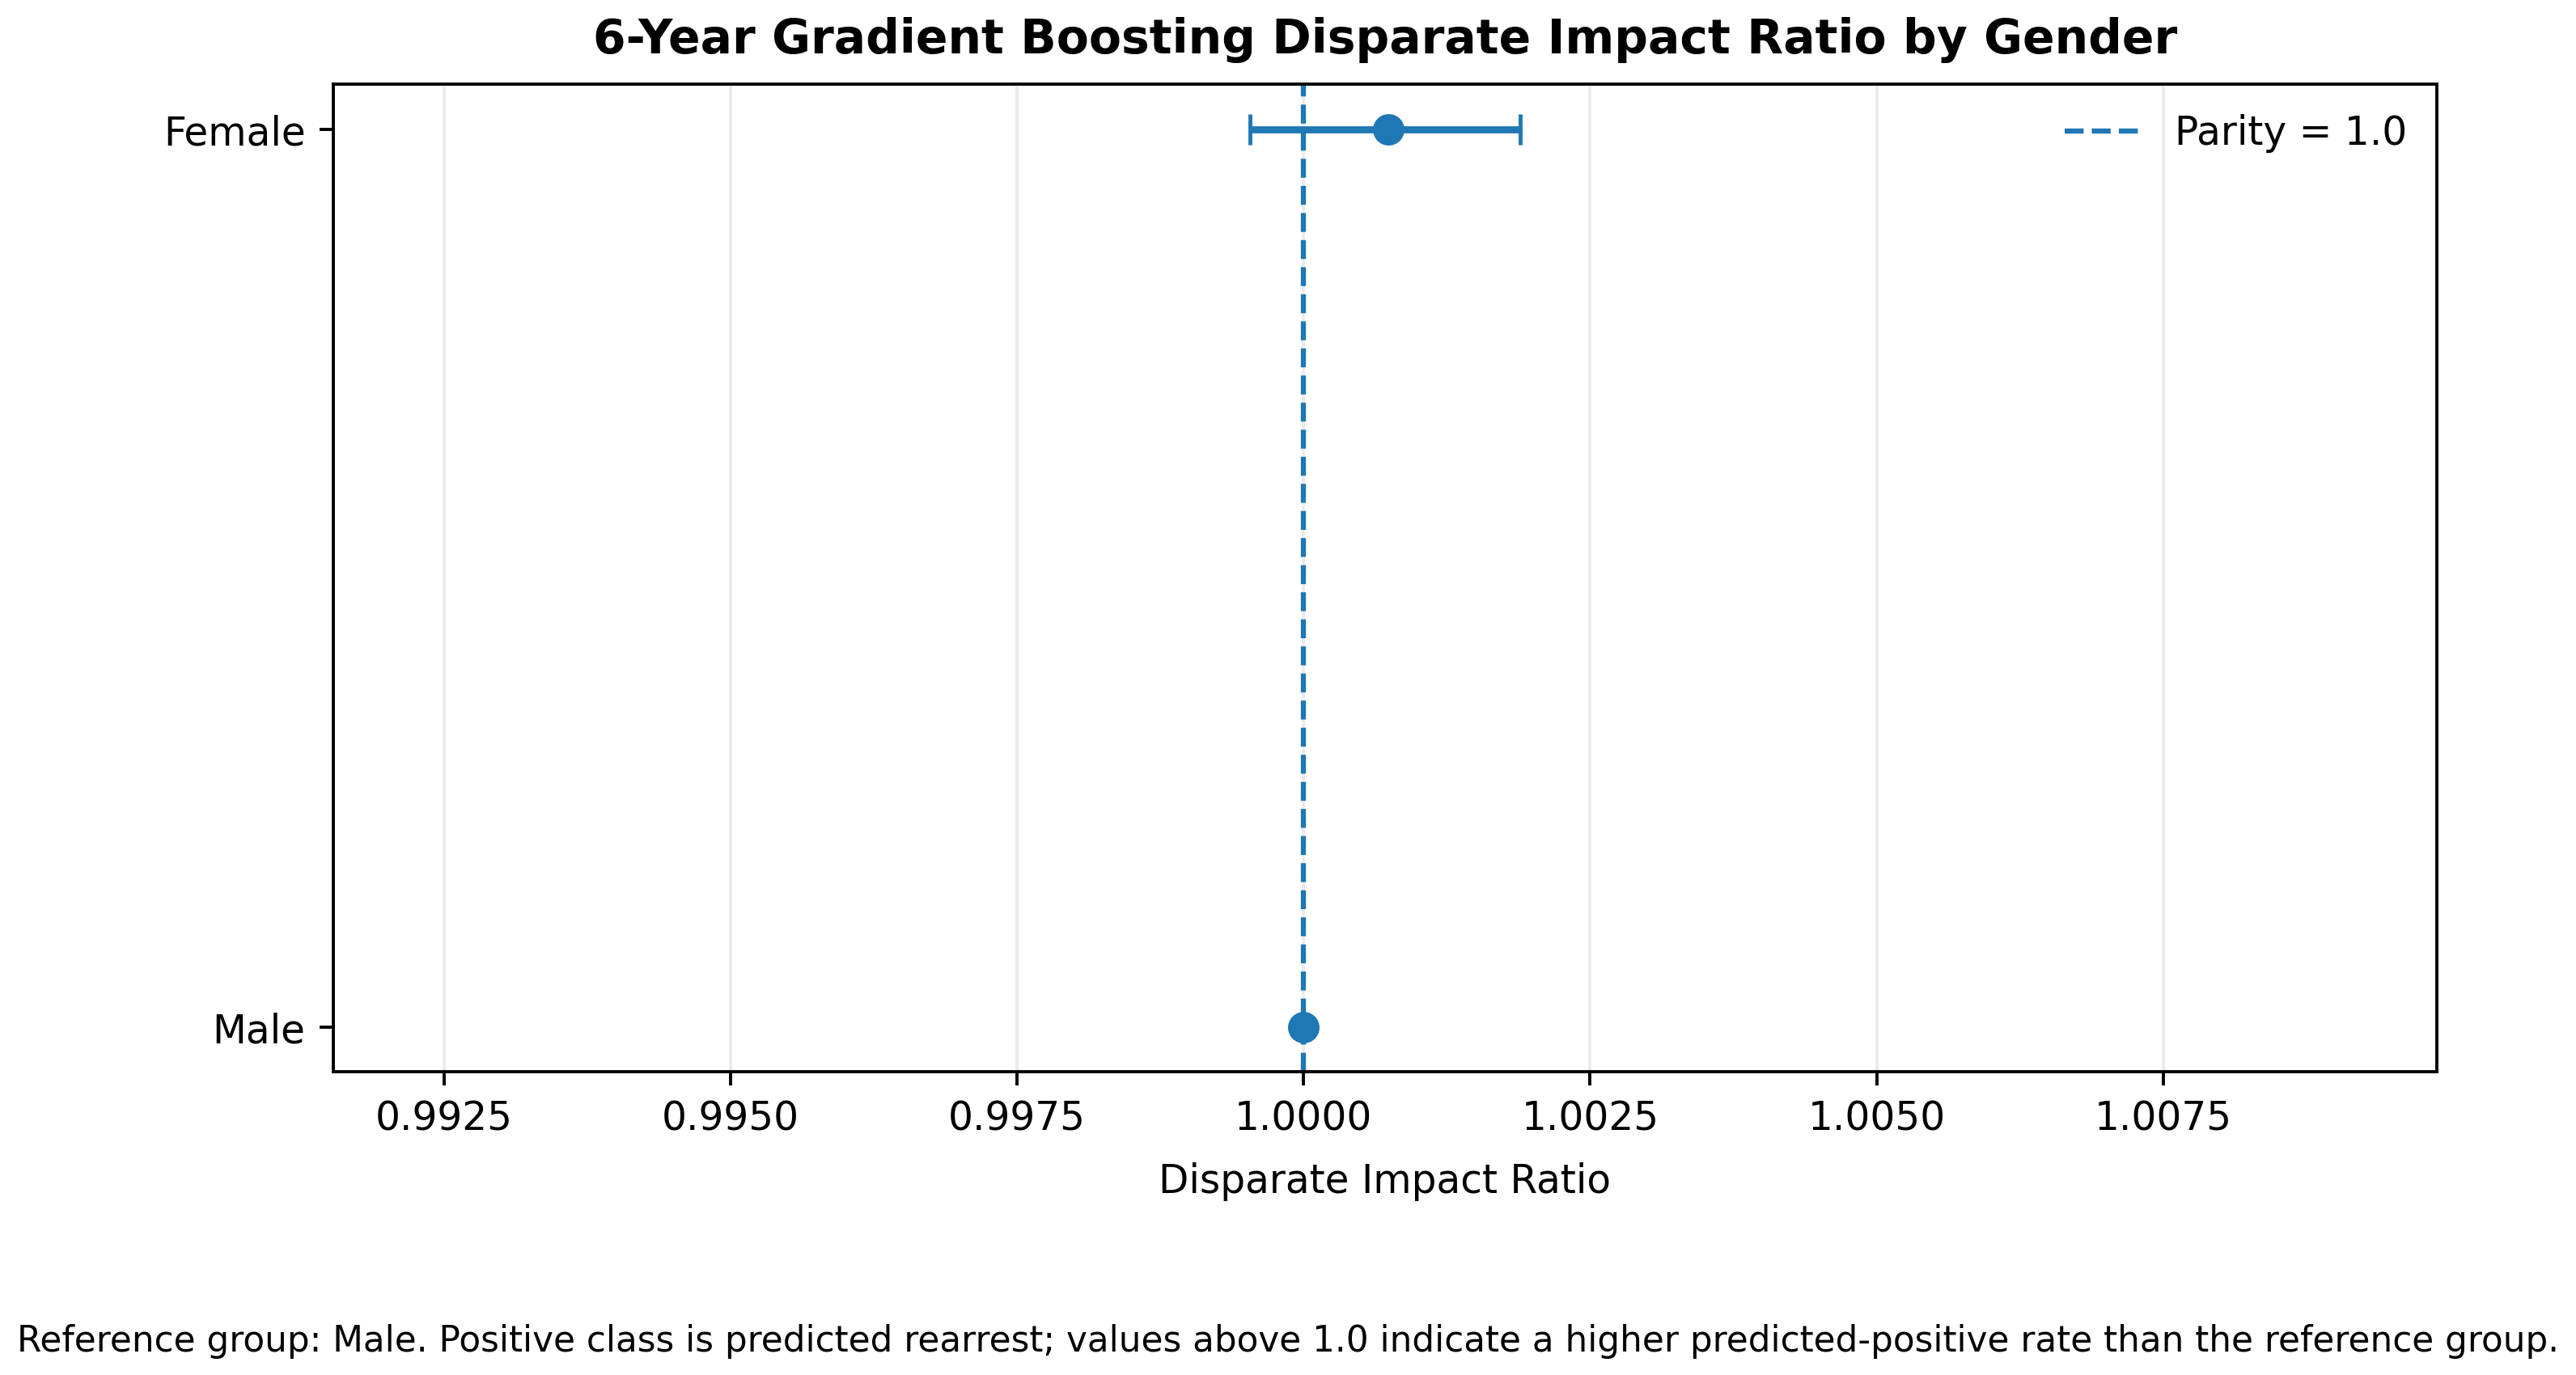 6-Year Gradient Boosting Disparate Impact Ratio by Gender
Female
Parity = 1.0
Male
0.9925 0.9950 0.9975 1.0000 1.0025 1.0050 1.0075
Disparate Impact Ratio
Reference group: Male. Positive class is predicted rearrest; values above 1.0 indicate a higher predicted-positive rate than the reference group.